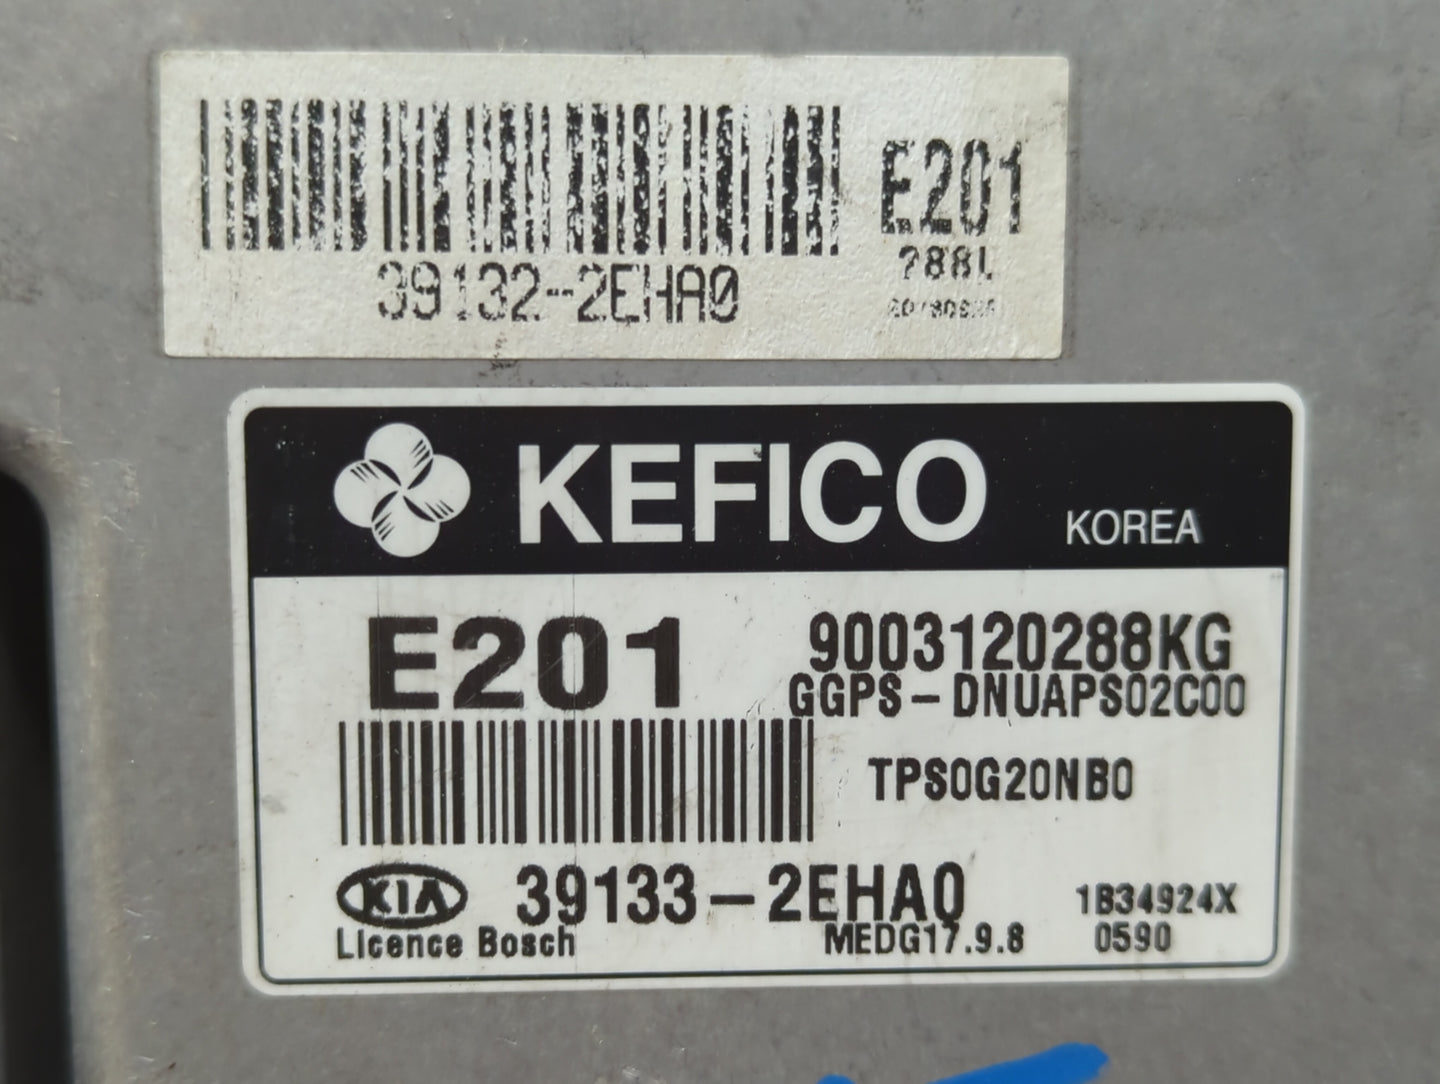 E201
39132-2EHA0
KEFICO KOREA
E201
9003120288KG
GGPS-DNUAPS02C00
TPS0G20NB0
KIA 39133-2EHA0 1B34924X
Licence Bosch MEDG17.9.8 0590